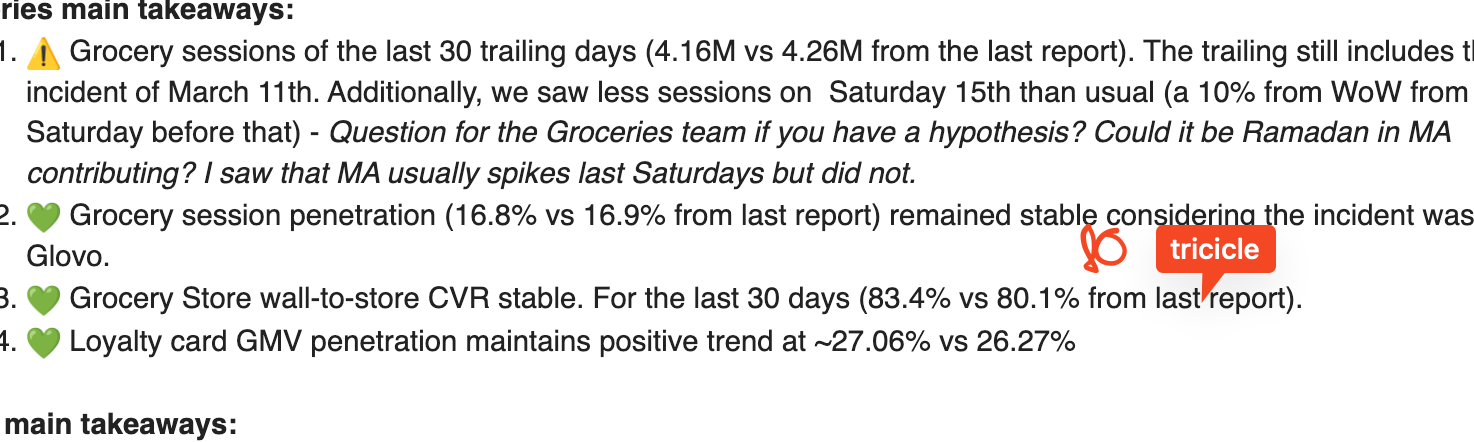 ries main takeaways:
1. ⚠️ Grocery sessions of the last 30 trailing days (4.16M vs 4.26M from the last report). The trailing still includes
incident of March 11th. Additionally, we saw less sessions on  Saturday 15th than usual (a 10% from WoW from
Saturday before that) - Question for the Groceries team if you have a hypothesis? Could it be Ramadan in MA
contributing? I saw that MA usually spikes last Saturdays but did not.
2. 💚 Grocery session penetration (16.8% vs 16.9% from last report) remained stable considering the incident was
Glovo.
tricicle
3. 💚 Grocery Store wall-to-store CVR stable. For the last 30 days (83.4% vs 80.1% from last report).
4. 💚 Loyalty card GMV penetration maintains positive trend at ~27.06% vs 26.27%
main takeaways: